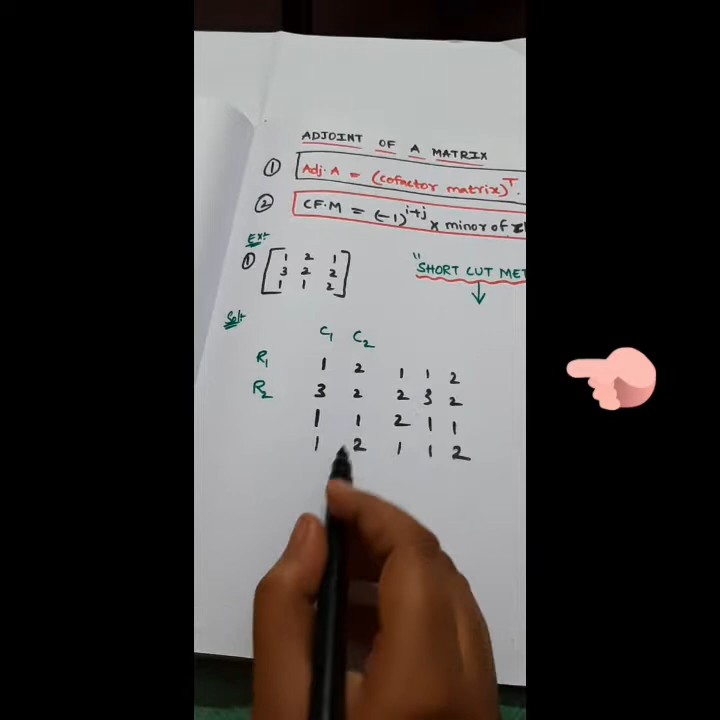 ADJOINT OF A MATRIX
① Adj.A = (cofactor matrix)ᵀ.
② CF.M = (-1)ⁱ⁺ʲ × minor of
① [1 2 1
3 2 2
1 1 2]
"SHORT CUT MET
↓
Sol:
C₁ C₂
R₁ 1 2 1 1 2
R₂ 3 2 2 3 2
1 1 2 1 1
1 2 1 1 2